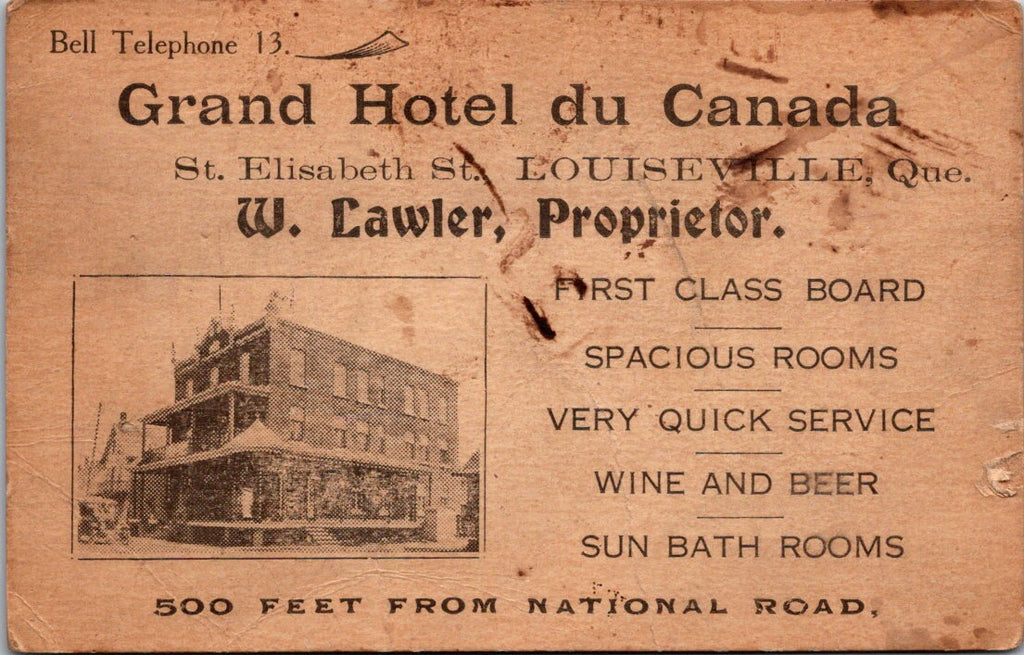 Bell Telephone 13.
Grand Hotel du Canada
St. Elisabeth St. LOUISEVILLE, Que.
W. Lawler, Proprietor.
FIRST CLASS BOARD
SPACIOUS ROOMS
VERY QUICK SERVICE
WINE AND BEER
SUN BATH ROOMS
500 FEET FROM NATIONAL ROAD,